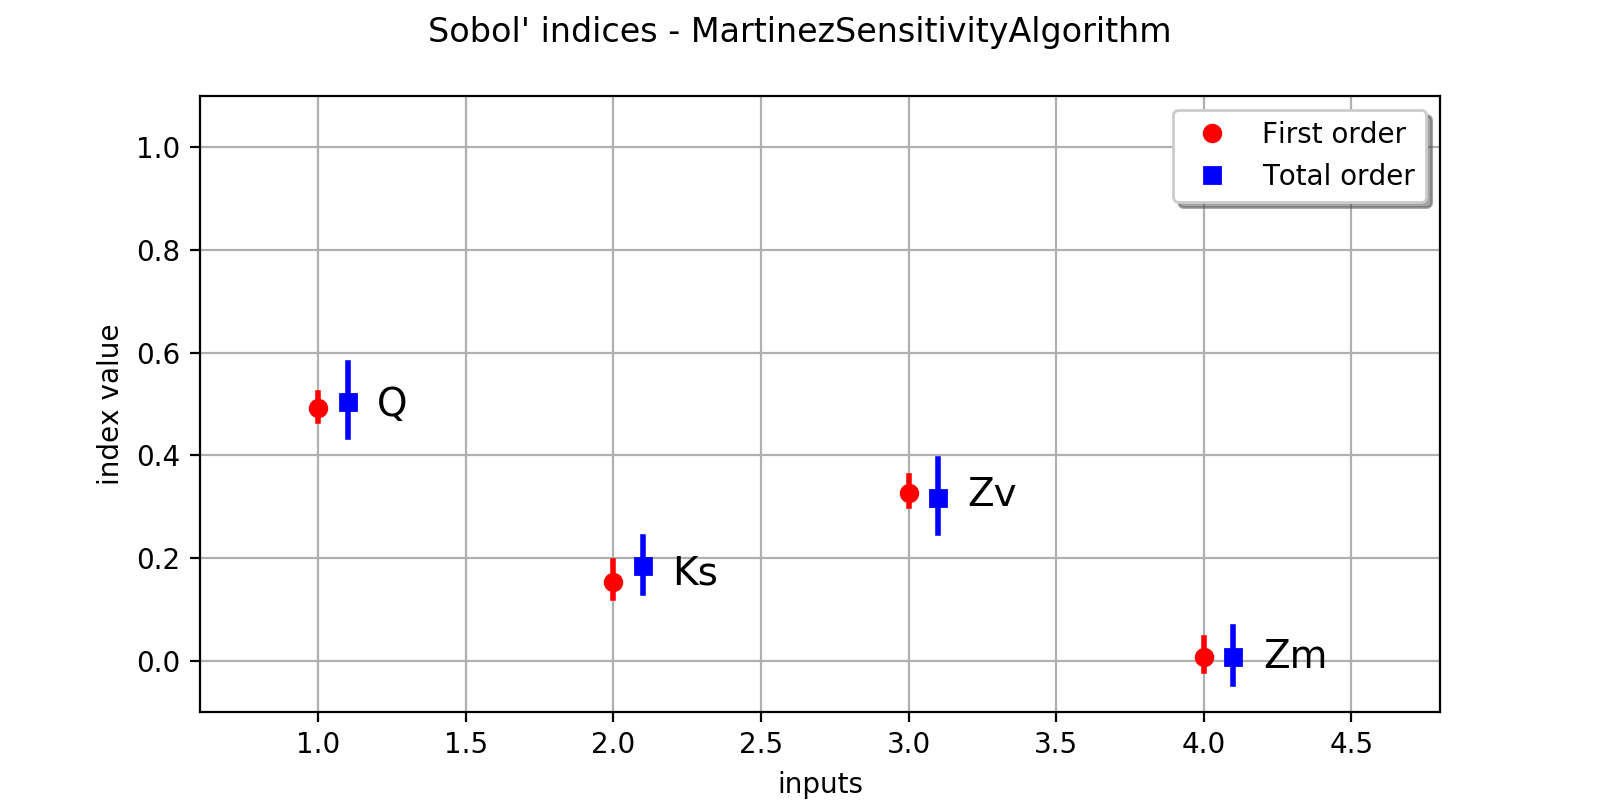 Sobol' indices - MartinezSensitivityAlgorithm
First order
Total order
1.0
0.8
0.6
0.4
0.2
0.0
index value
Q
Ks
Zv
Zm
1.0 1.5 2.0 2.5 3.0 3.5 4.0 4.5
inputs